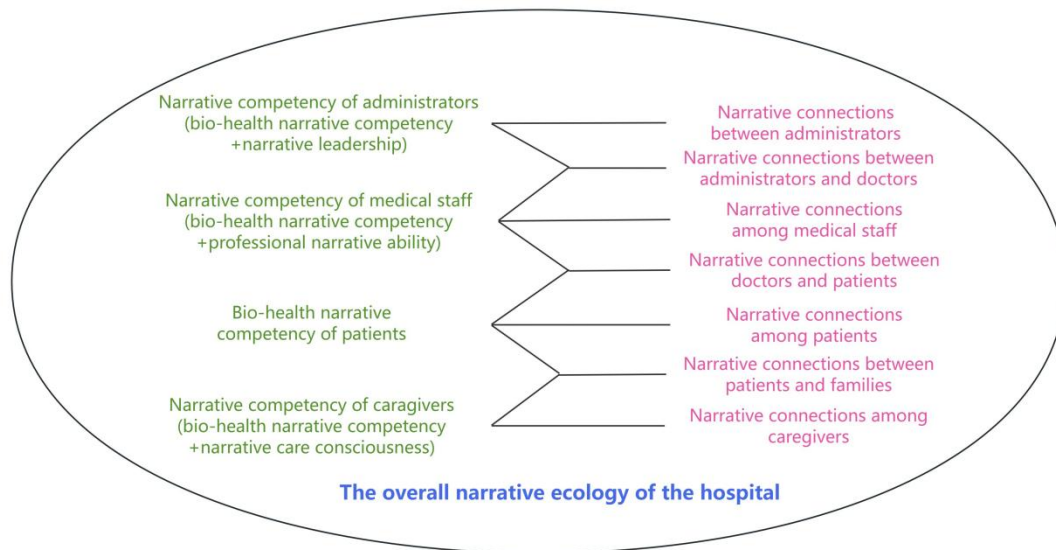 Narrative competency of administrators
(bio-health narrative competency
+narrative leadership)
Narrative competency of medical staff
(bio-health narrative competency
+professional narrative ability)
Bio-health narrative
competency of patients
Narrative competency of caragivers
(bio-health narrative competency
+narrative care consciousness)
Narrative connections
between administrators
Narrative connections between
administrators and doctors
Narrative connections
among medical staff
Narrative connections between
doctors and patients
Narrative connections
among patients
Narrative connections between
patients and families
Narrative connections among
caregivers
The overall narrative ecology of the hospital